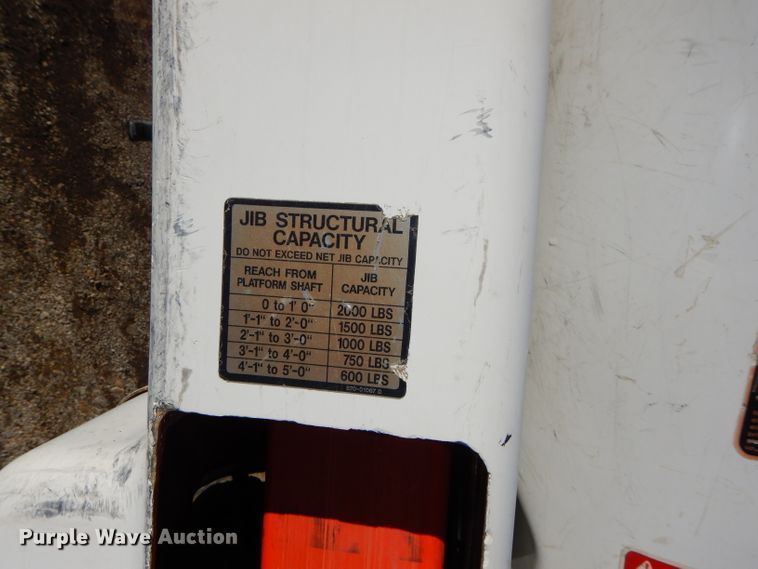 JIB STRUCTURAL
CAPACITY
DO NOT EXCEED NET JIB CAPACITY
REACH FROM
PLATFORM SHAFT
JIB
CAPACITY
0 to 1' 0" 2000 LBS
1'-1" to 2'-0" 1500 LBS
2'-1" to 3'-0" 1000 LBS
3'-1" to 4'-0" 750 LBS
4'-1" to 5'-0" 600 LBS
970-01067 D
Purple Wave Auction®